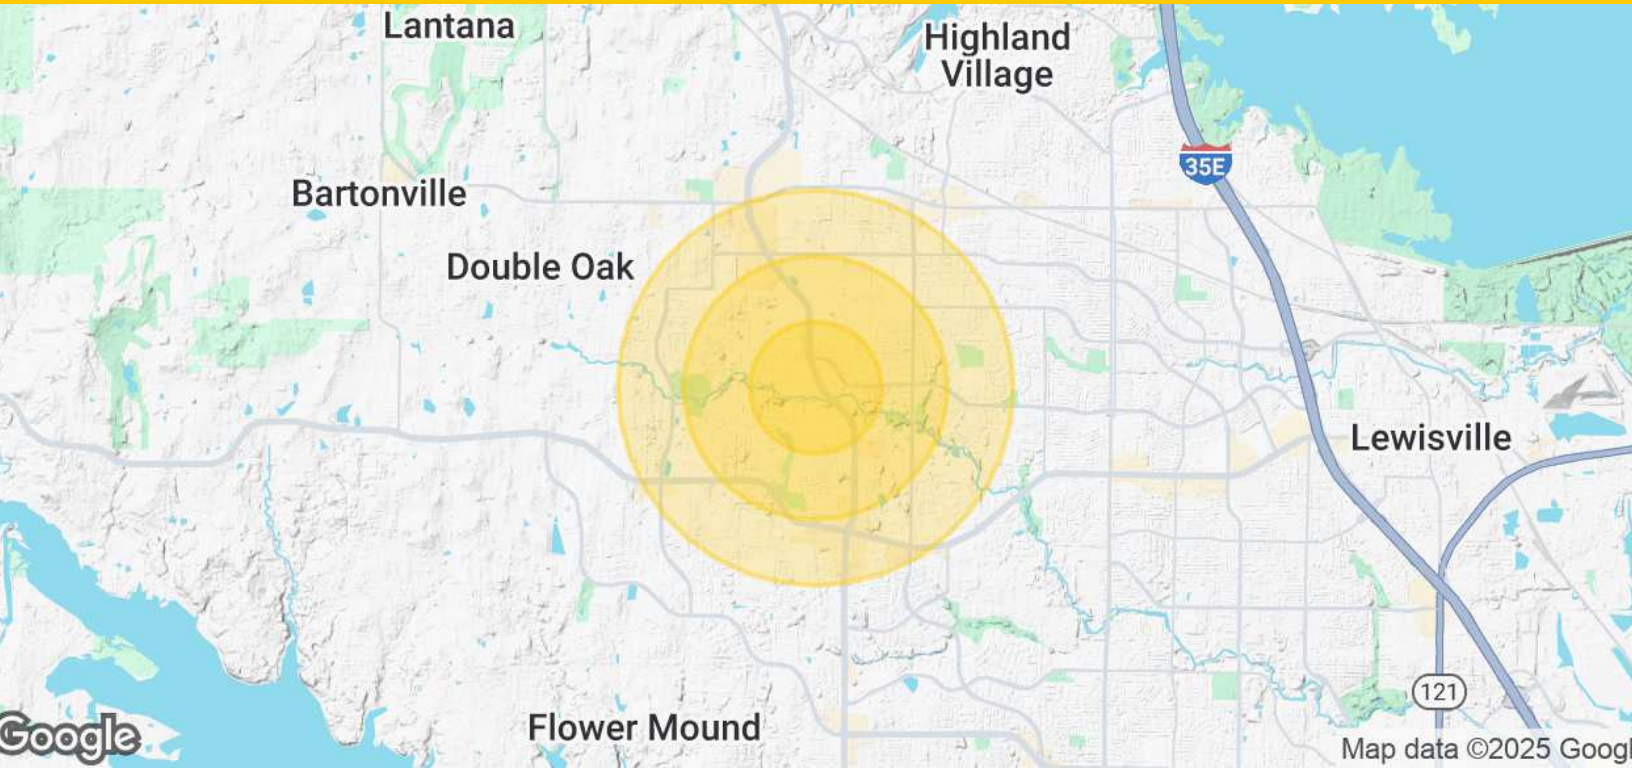 Lantana
Highland
Village
35E
Bartonville
Double Oak
Lewisville
121
Flower Mound
Google
Map data ©2025 Googl